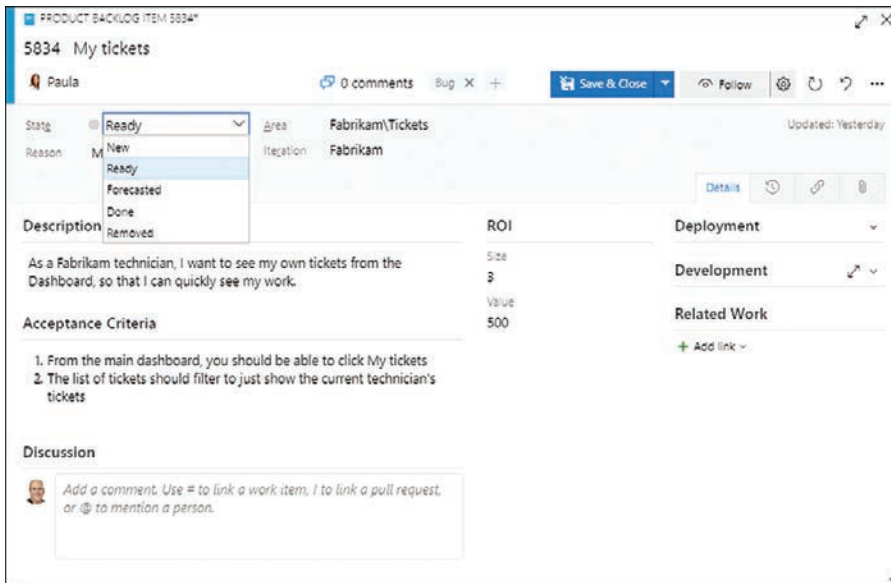 PRODUCT BACKLOG ITEM 5834*
5834 My tickets
Paula
0 comments
Bug
Save & Close
Follow
State
Ready
Area
Fabrikam\Tickets
Updated: Yesterday
Reason
M
Iteration
Fabrikam
New
Ready
Forecasted
Done
Removed
Details
Description
As a Fabrikam technician, I want to see my own tickets from the
Dashboard, so that I can quickly see my work.
Acceptance Criteria
1. From the main dashboard, you should be able to click My tickets
2. The list of tickets should filter to just show the current technician's
tickets
Discussion
Add a comment. Use # to link a work item, ! to link a pull request,
or @ to mention a person.
ROI
Size
3
Value
500
Deployment
Development
Related Work
+ Add link